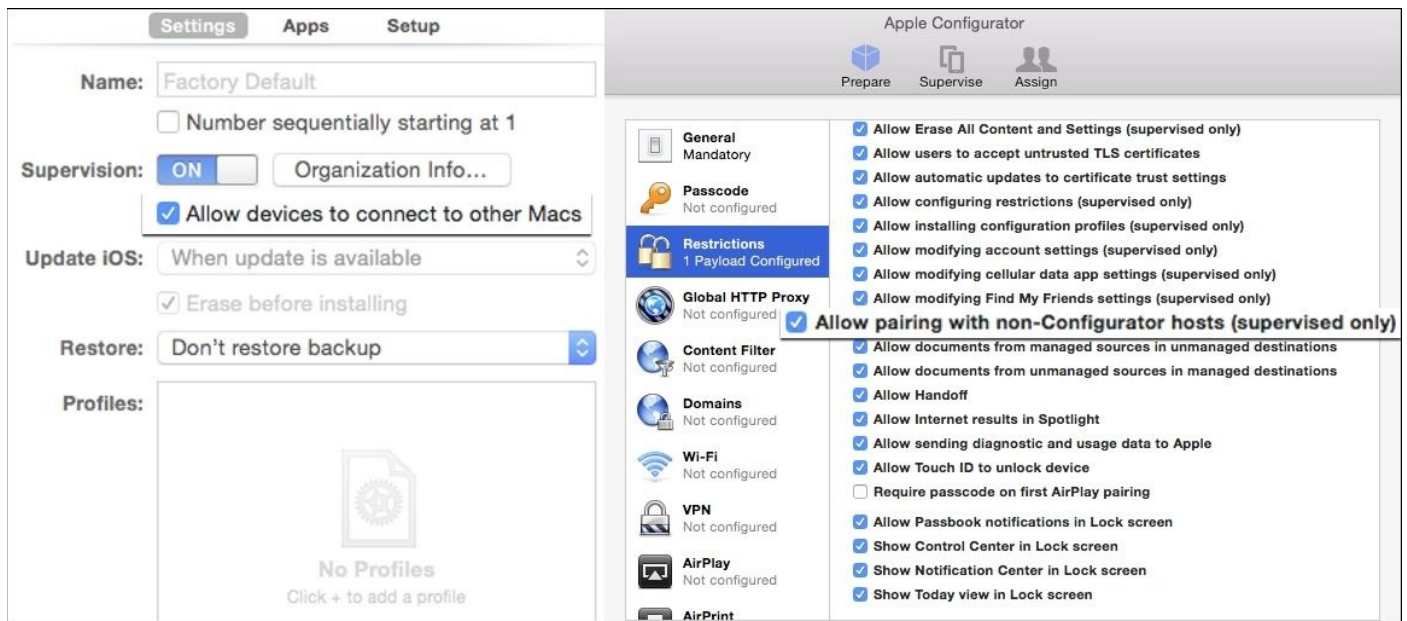 Settings Apps Setup
Name: Factory Default
Number sequentially starting at 1
Supervision: ON Organization Info...
Allow devices to connect to other Macs
Update iOS: When update is available
Erase before installing
Restore: Don't restore backup
Profiles:
No Profiles
Click + to add a profile
Apple Configurator
Prepare Supervise Assign
General
Mandatory
Passcode
Not configured
Restrictions
1 Payload Configured
Global HTTP Proxy
Not configured
Content Filter
Not configured
Domains
Not configured
Wi-Fi
Not configured
VPN
Not configured
AirPlay
Not configured
AirPrint
Allow Erase All Content and Settings (supervised only)
Allow users to accept untrusted TLS certificates
Allow automatic updates to certificate trust settings
Allow configuring restrictions (supervised only)
Allow installing configuration profiles (supervised only)
Allow modifying account settings (supervised only)
Allow modifying cellular data app settings (supervised only)
Allow modifying Find My Friends settings (supervised only)
Allow pairing with non-Configurator hosts (supervised only)
Allow documents from managed sources in unmanaged destinations
Allow documents from unmanaged sources in managed destinations
Allow Handoff
Allow Internet results in Spotlight
Allow sending diagnostic and usage data to Apple
Allow Touch ID to unlock device
Require passcode on first AirPlay pairing
Allow Passbook notifications in Lock screen
Show Control Center in Lock screen
Show Notification Center in Lock screen
Show Today view in Lock screen